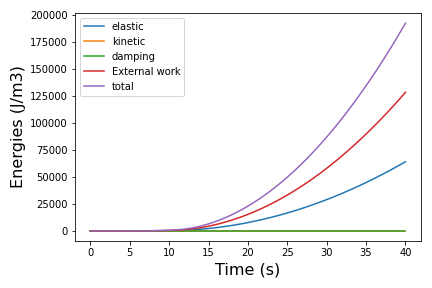 elastic
kinetic
damping
External work
total
200000
175000
150000
125000
100000
75000
50000
25000
0
Energies (J/m3)
0 5 10 15 20 25 30 35 40
Time (s)